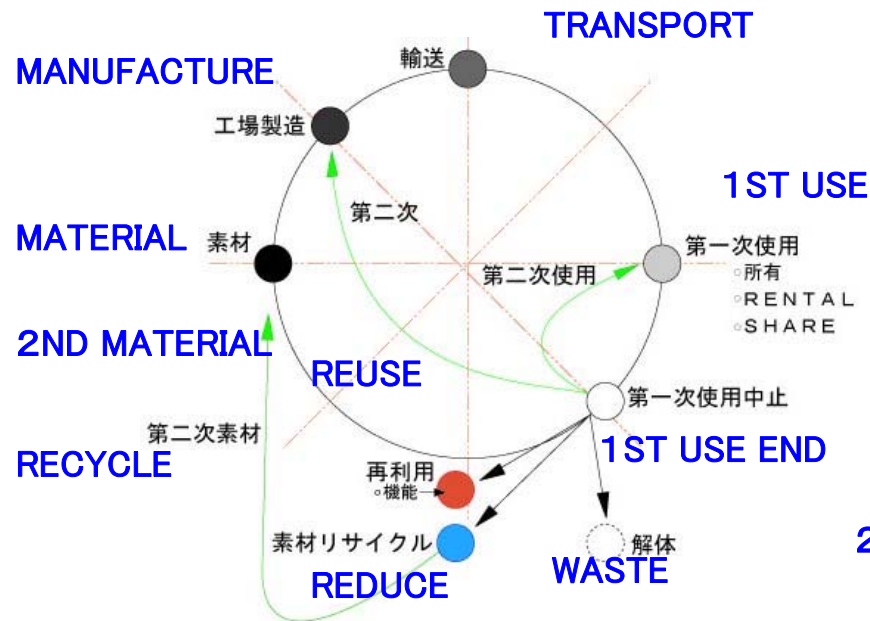 TRANSPORT
輸送
MANUFACTURE
工場製造
1ST USE
第二次
MATERIAL
素材
第二次使用
第一次使用
○所有
○RENTAL
○SHARE
2ND MATERIAL
REUSE
第一次使用中止
第二次素材
RECYCLE
1ST USE END
再利用
○機能
素材リサイクル
解体
2
REDUCE
WASTE